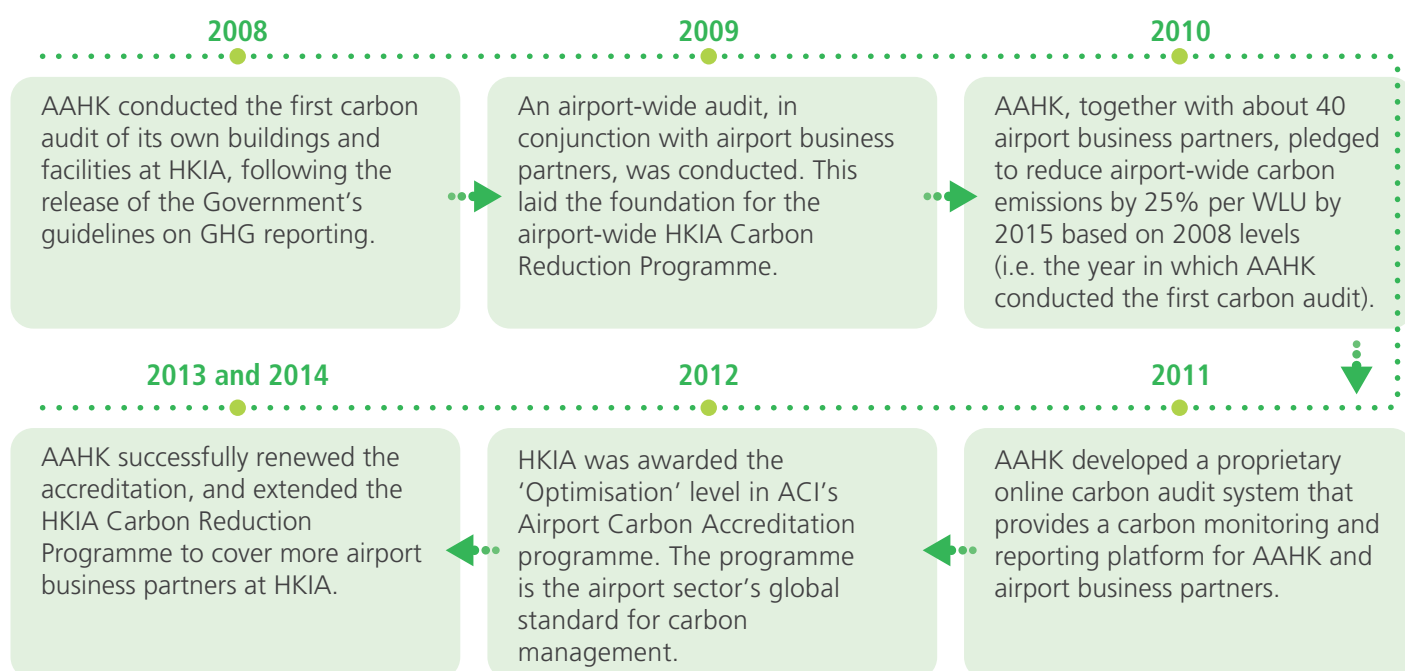 2008
AAHK conducted the first carbon
audit of its own buildings and
facilities at HKIA, following the
release of the Government’s
guidelines on GHG reporting.
2009
An airport-wide audit, in
conjunction with airport business
partners, was conducted. This
laid the foundation for the
airport-wide HKIA Carbon
Reduction Programme.
2010
AAHK, together with about 40
airport business partners, pledged
to reduce airport-wide carbon
emissions by 25% per WLU by
2015 based on 2008 levels
(i.e. the year in which AAHK
conducted the first carbon audit).
2011
AAHK developed a proprietary
online carbon audit system that
provides a carbon monitoring and
reporting platform for AAHK and
airport business partners.
2012
HKIA was awarded the
‘Optimisation’ level in ACI’s
Airport Carbon Accreditation
programme. The programme
is the airport sector’s global
standard for carbon
management.
2013 and 2014
AAHK successfully renewed the
accreditation, and extended the
HKIA Carbon Reduction
Programme to cover more airport
business partners at HKIA.